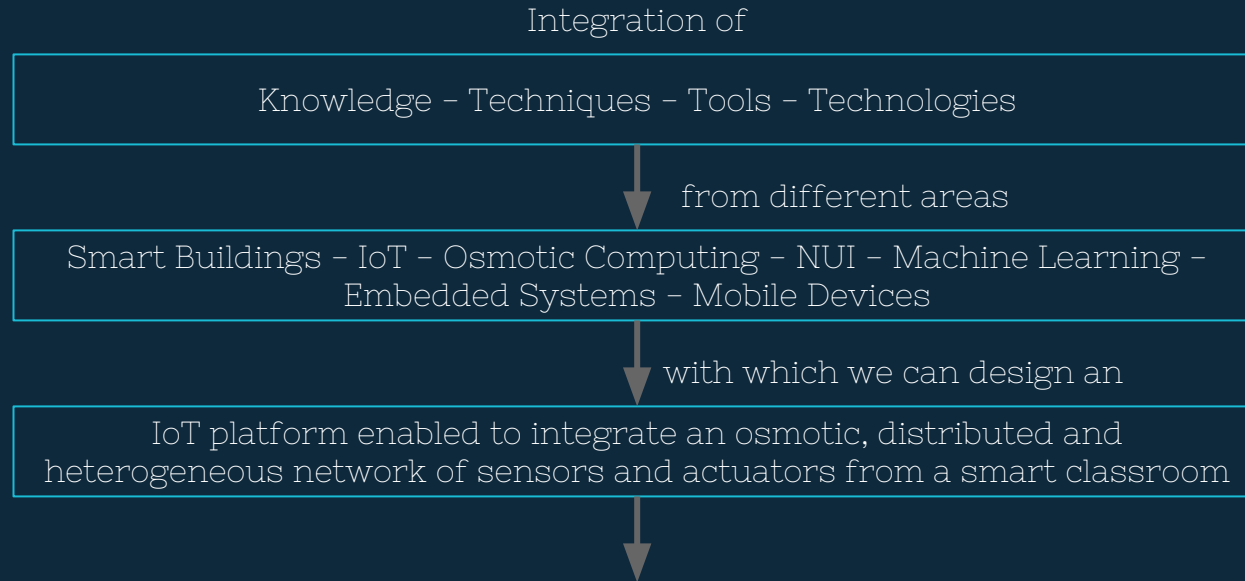 Integration of
Knowledge – Techniques – Tools – Technologies
from different areas
Smart Buildings – IoT – Osmotic Computing – NUI – Machine Learning –
Embedded Systems – Mobile Devices
with which we can design an
IoT platform enabled to integrate an osmotic, distributed and
heterogeneous network of sensors and actuators from a smart classroom